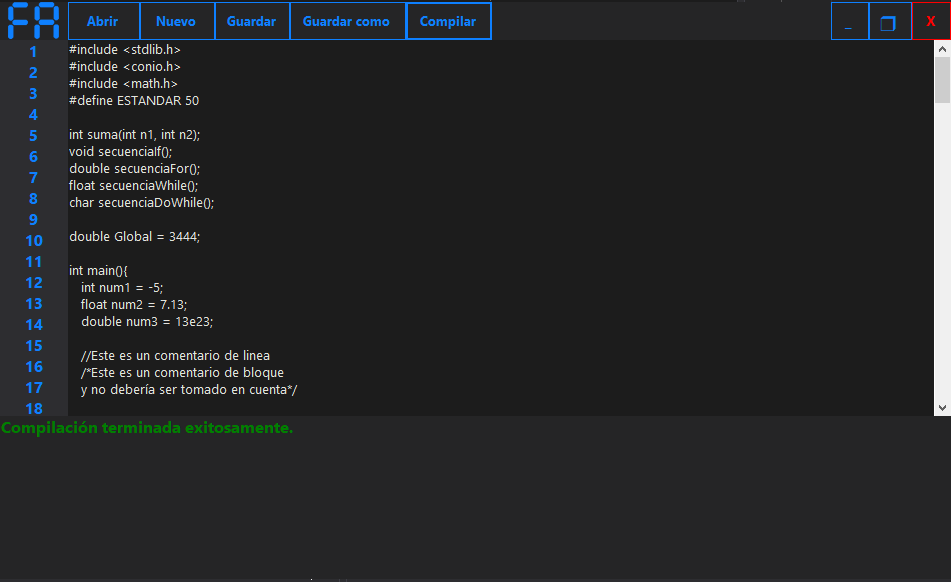 FA Abrir Nuevo Guardar Guardar como Compilar _ X
1
2
3
4
5
6
7
8
9
10
11
12
13
14
15
16
17
18
#include <stdlib.h>
#include <conio.h>
#include <math.h>
#define ESTANDAR 50
int suma(int n1, int n2);
void secuenciaIf();
double secuenciaFor();
float secuenciaWhile();
char secuenciaDoWhile();
double Global = 3444;
int main(){
int num1 = -5;
float num2 = 7.13;
double num3 = 13e23;
//Este es un comentario de linea
/*Este es un comentario de bloque
y no debería ser tomado en cuenta*/
Compilación terminada exitosamente.